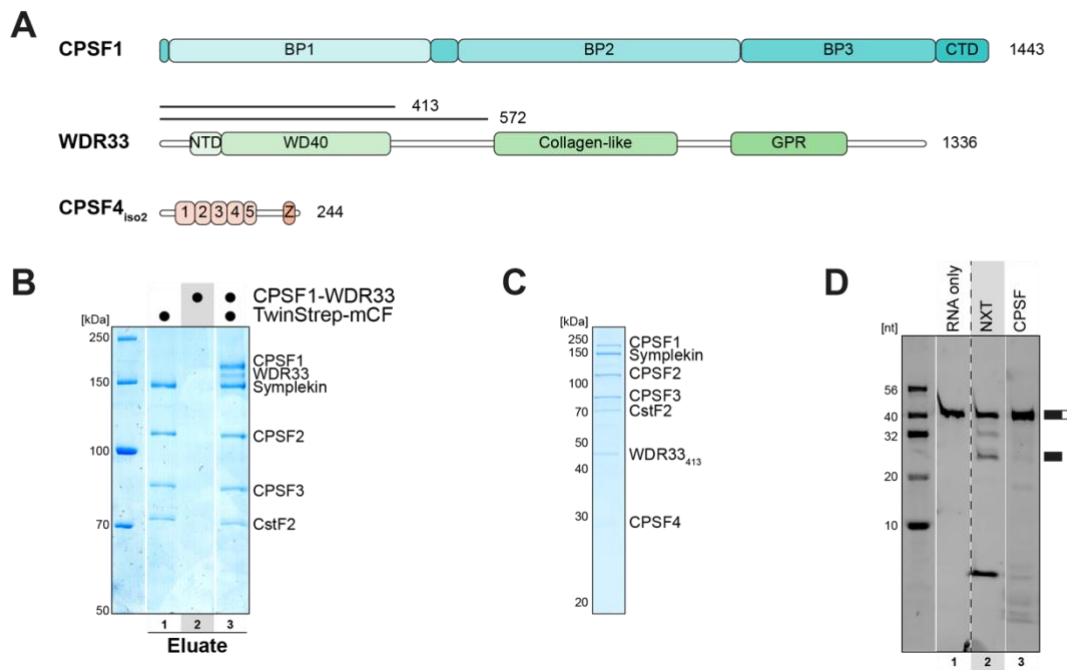 A
CPSF1
BP1
BP2
BP3
CTD
1443
413
572
WDR33
NTD
WD40
Collagen-like
GPR
1336
CPSF4iso2
1
2
3
4
5
Z
244
B
CPSF1-WDR33
TwinStrep-mCF
[kDa]
250
150
100
70
50
CPSF1
WDR33
Symplekin
CPSF2
CPSF3
CstF2
1
2
3
Eluate
C
[kDa]
250
150
100
70
50
40
30
20
CPSF1
Symplekin
CPSF2
CPSF3
CstF2
WDR33413
CPSF4
D
RNA only
NXT
CPSF
[nt]
56
40
32
20
10
1
2
3